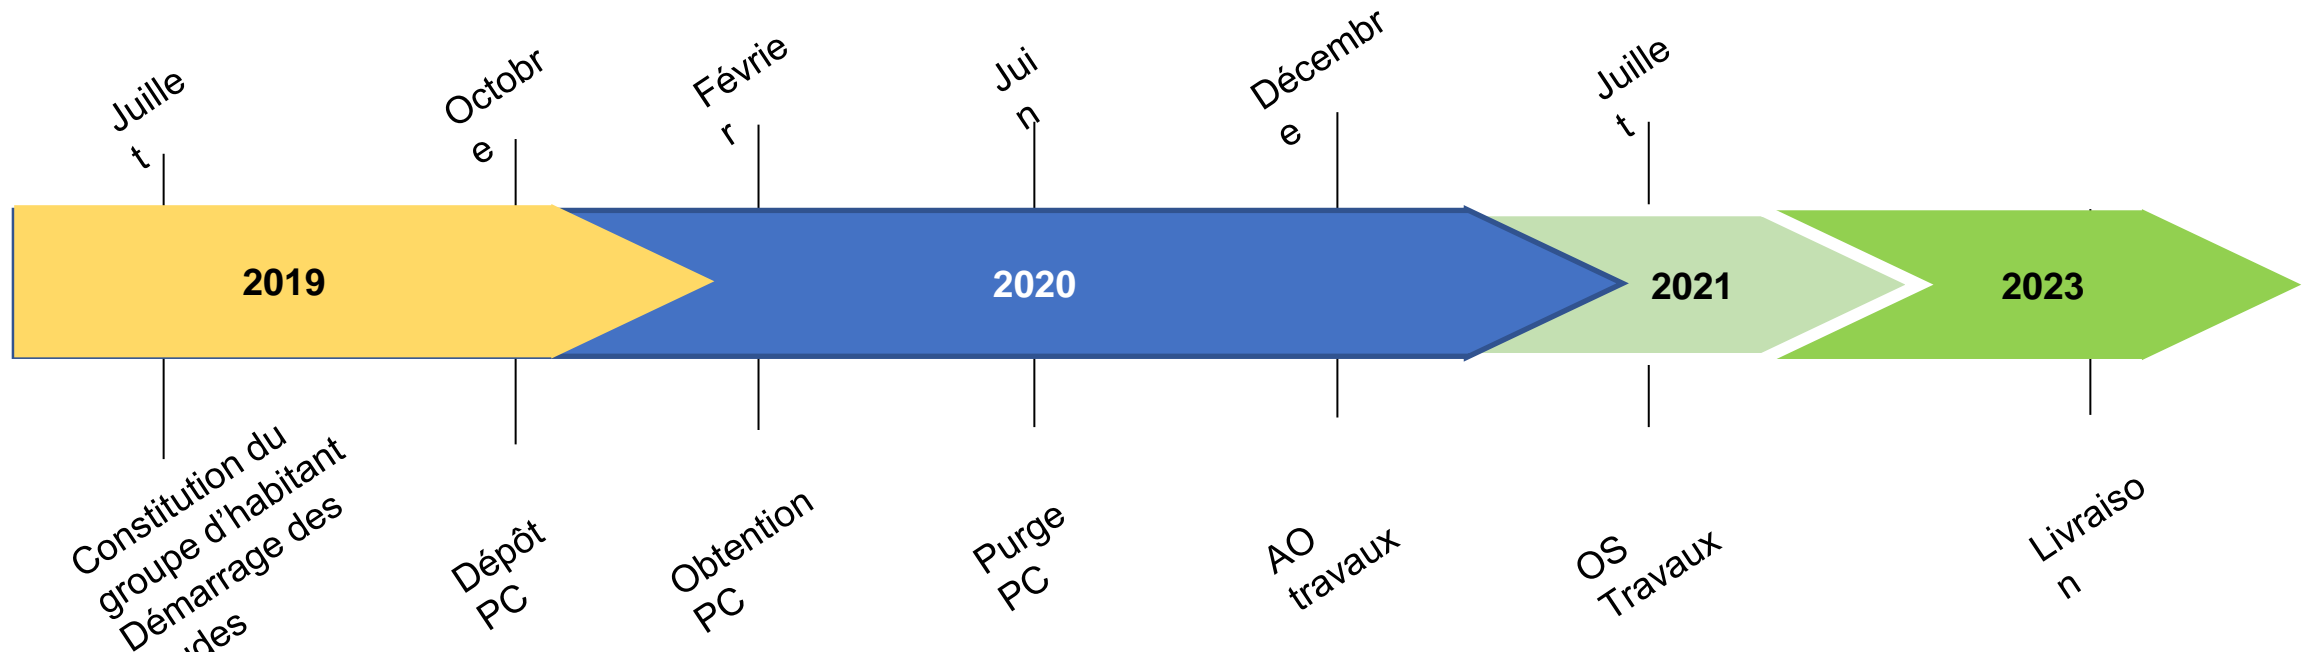 Juille
t
Octobr
e
Févrie
r
Jui
n
Décembr
e
Juille
t
2019
2020
2021
2023
Constitution du
groupe d’habitant
Démarrage des
Dépôt
PC
Obtention
PC
Purge
PC
AO
travaux
OS
Travaux
Livraiso
n